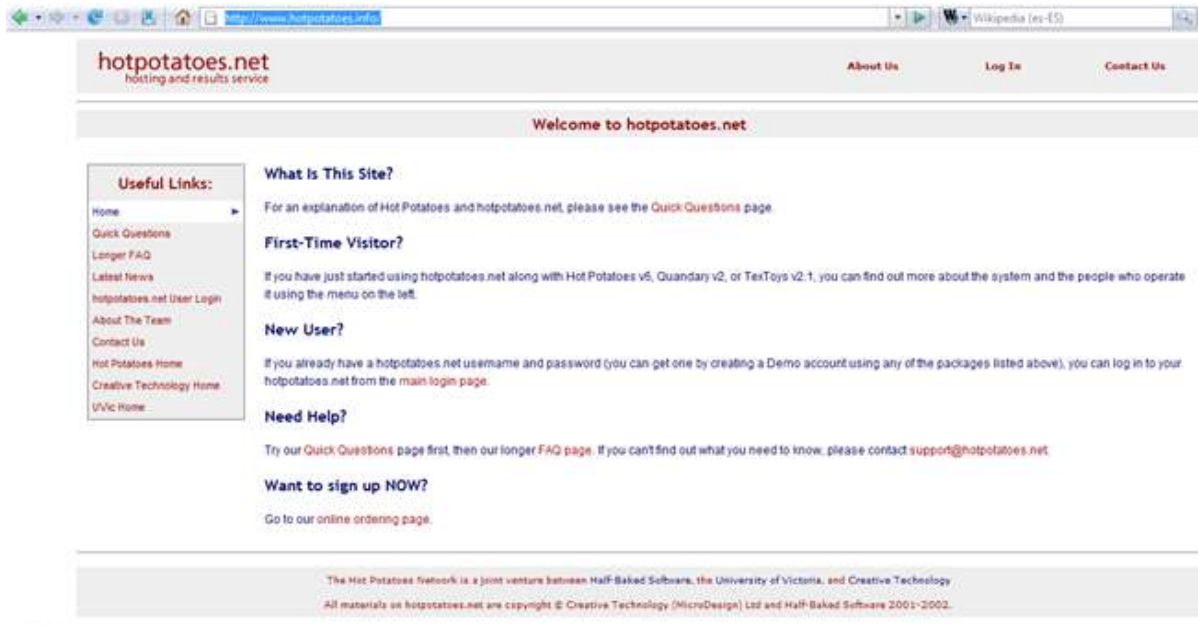 http://www.hotpotatoes.info/
Wikipedia (es-ES)
hotpotatoes.net
hosting and results service
About Us
Log In
Contact Us
Welcome to hotpotatoes.net
Useful Links:
Home
Quick Questions
Longer FAQ
Latest News
hotpotatoes.net User Login
About The Team
Contact Us
Hot Potatoes Home
Creative Technology Home
UVic Home
What Is This Site?
For an explanation of Hot Potatoes and hotpotatoes.net, please see the Quick Questions page.
First-Time Visitor?
If you have just started using hotpotatoes.net along with Hot Potatoes v6, Quandary v2, or TexToys v2.1, you can find out more about the system and the people who operate
it using the menu on the left.
New User?
If you already have a hotpotatoes.net username and password (you can get one by creating a Demo account using any of the packages listed above), you can log in to your
hotpotatoes.net from the main login page.
Need Help?
Try our Quick Questions page first, then our longer FAQ page. If you can't find out what you need to know, please contact support@hotpotatoes.net.
Want to sign up NOW?
Go to our online ordering page.
The Hot Potatoes Network is a joint venture between Half-Baked Software, the University of Victoria, and Creative Technology
All materials on hotpotatoes.net are copyright © Creative Technology (MicroDesign) Ltd and Half-Baked Software 2001-2002.